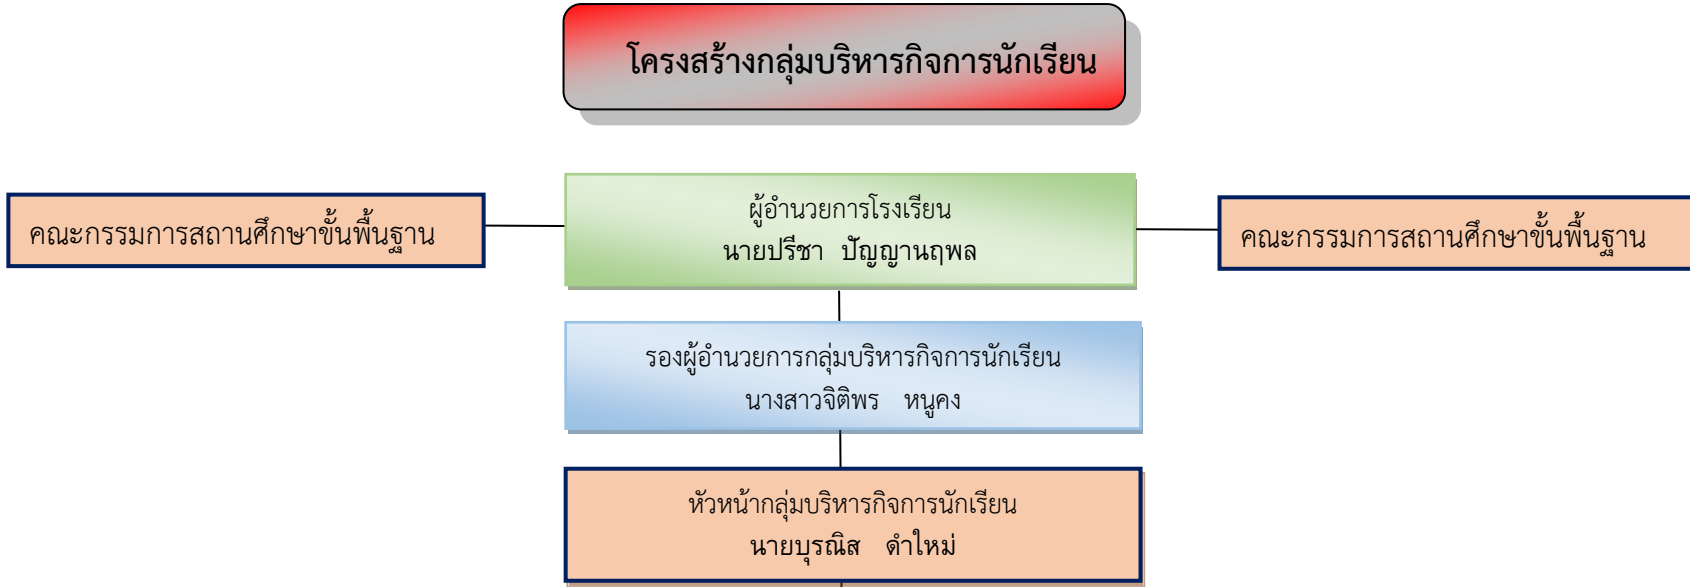 โครงสร้างกลุ่มบริหารกิจการนักเรียน
คณะกรรมการสถานศึกษาขั้นพื้นฐาน
ผู้อำนวยการโรงเรียน
นายปรีชา ปัญญานฤพล
คณะกรรมการสถานศึกษาขั้นพื้นฐาน
รองผู้อำนวยการกลุ่มบริหารกิจการนักเรียน
นางสาวจิติพร หนูคง
หัวหน้ากลุ่มบริหารกิจการนักเรียน
นายบุรณิส ดำใหม่